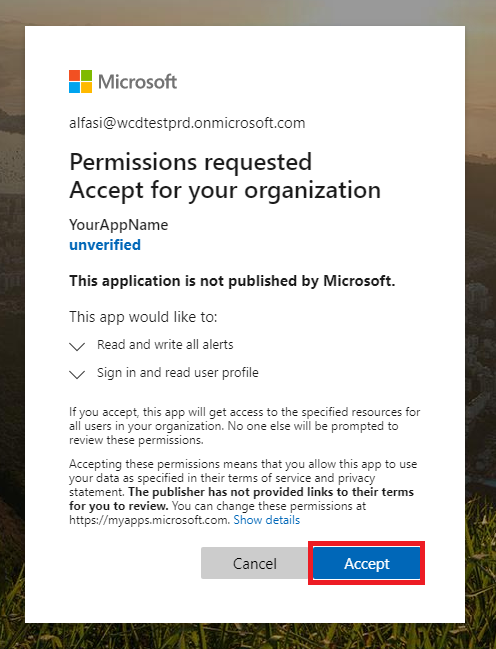 Microsoft
alfasi@wcdtestprd.onmicrosoft.com
Permissions requested
Accept for your organization
YourAppName
unverified
This application is not published by Microsoft.
This app would like to:
Read and write all alerts
Sign in and read user profile
If you accept, this app will get access to the specified resources for
all users in your organization. No one else will be prompted to
review these permissions.
Accepting these permissions means that you allow this app to use
your data as specified in their terms of service and privacy
statement. The publisher has not provided links to their terms
for you to review. You can change these permissions at
https://myapps.microsoft.com. Show details
Cancel
Accept